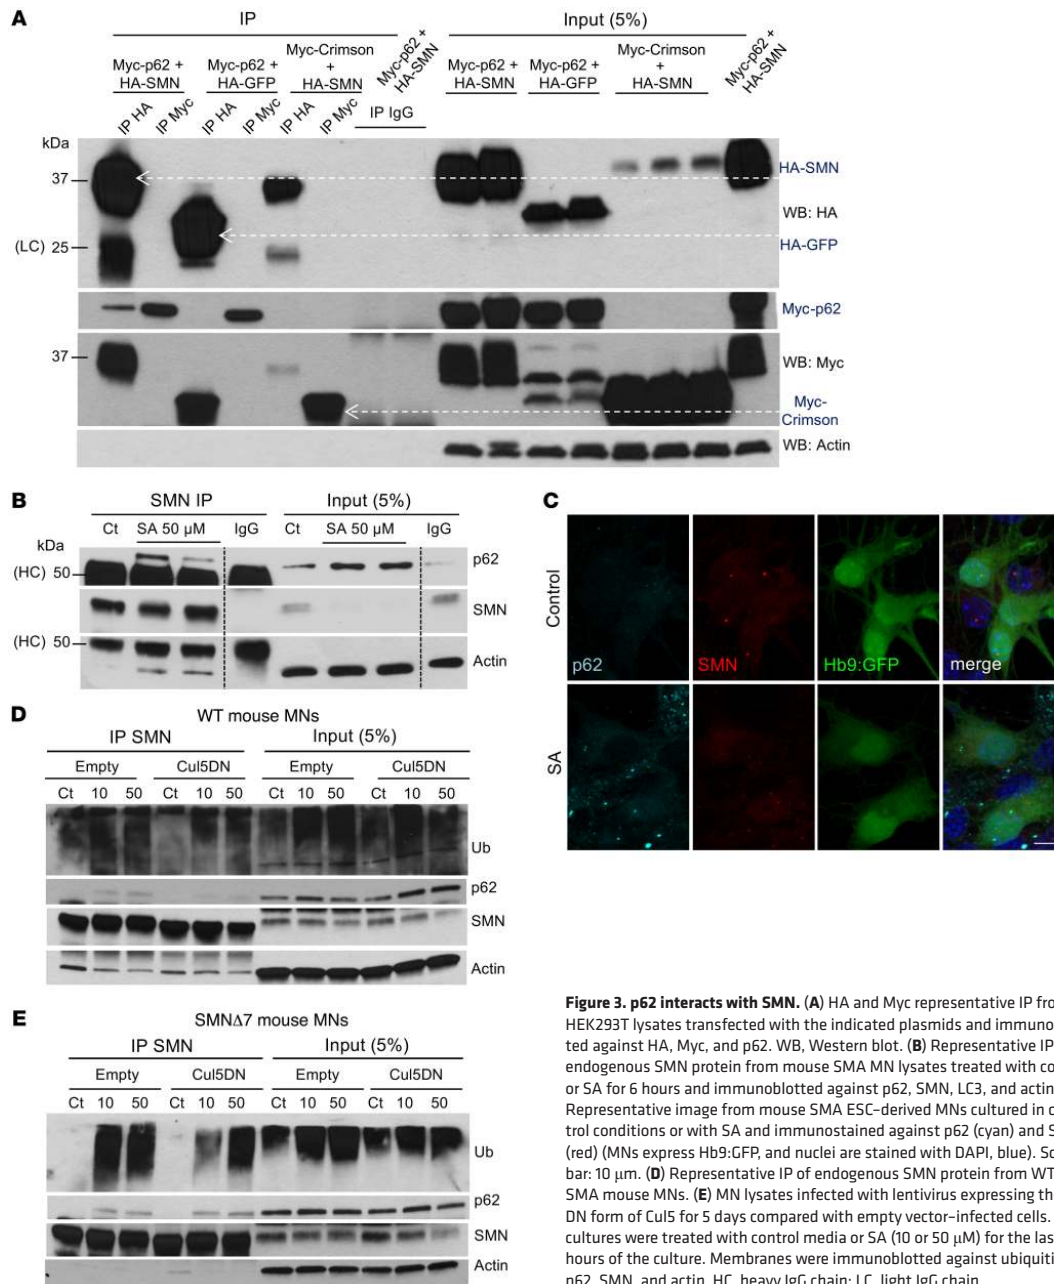 A
IP
Input (5%)
Myc-p62 + HA-SMN
Myc-p62 + HA-GFP
Myc-Crimson + HA-SMN
Myc-p62 + HA-SMN
Myc-p62 + HA-SMN
Myc-p62 + HA-GFP
Myc-Crimson + HA-SMN
Myc-p62 + HA-SMN
IP HA
IP Myc
IP HA
IP Myc
IP HA
IP Myc
IP IgG
kDa
37
HA-SMN
WB: HA
(LC) 25
HA-GFP
Myc-p62
37
WB: Myc
Myc-Crimson
WB: Actin
B
SMN IP
Input (5%)
Ct SA 50 µM IgG Ct SA 50 µM IgG
kDa
(HC) 50
p62
SMN
(HC) 50
Actin
C
Control
p62 SMN Hb9:GFP merge
SA
D
WT mouse MNs
IP SMN Input (5%)
Empty Cul5DN Empty Cul5DN
Ct 10 50 Ct 10 50 Ct 10 50 Ct 10 50
Ub
p62
SMN
Actin
E
SMNΔ7 mouse MNs
IP SMN Input (5%)
Empty Cul5DN Empty Cul5DN
Ct 10 50 Ct 10 50 Ct 10 50 Ct 10 50
Ub
p62
SMN
Actin
Figure 3. p62 interacts with SMN. (A) HA and Myc representative IP fro
HEK293T lysates transfected with the indicated plasmids and immuno
ted against HA, Myc, and p62. WB, Western blot. (B) Representative IP
endogenous SMN protein from mouse SMA MN lysates treated with co
or SA for 6 hours and immunoblotted against p62, SMN, LC3, and actin
Representative image from mouse SMA ESC–derived MNs cultured in c
trol conditions or with SA and immunostained against p62 (cyan) and S
(red) (MNs express Hb9:GFP, and nuclei are stained with DAPI, blue). Sc
bar: 10 µm. (D) Representative IP of endogenous SMN protein from WT
SMA mouse MNs. (E) MN lysates infected with lentivirus expressing th
DN form of Cul5 for 5 days compared with empty vector–infected cells.
cultures were treated with control media or SA (10 or 50 µM) for the las
hours of the culture. Membranes were immunoblotted against ubiquiti
p62, SMN, and actin. HC, heavy IgG chain; LC, light IgG chain